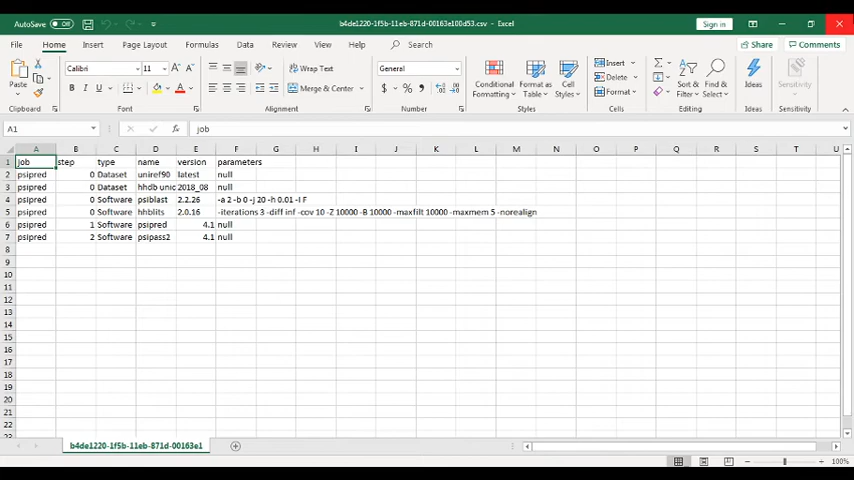 AutoSave Off
b4de1220-1f5b-11eb-871d-00163e100d53.csv - Excel
Sign in
File Home Insert Page Layout Formulas Data Review View Help Search
Share Comments
Paste
Calibri 11 A A
B I U A
Wrap Text
Merge & Center
General
$ % ,
Conditional Formatting
Format as Table
Cell Styles
Insert
Delete
Format
Sort & Filter
Find & Select
Ideas
Sensitivity
Clipboard Font Alignment Number Styles Cells Editing Ideas Sensitivity
A1 fx job
A B C D E F G H I J K L M N O P Q R S T U
1 job step type name version parameters
2 psipred 0 Dataset uniref90 latest null
3 psipred 0 Dataset hhdb unic 2018_08 null
4 psipred 0 Software psiblast 2.2.26 -a 2 -b 0 -j 20 -h 0.01 -I F
5 psipred 0 Software hhblits 2.0.16 -iterations 3 -diff inf -cov 10 -Z 10000 -B 10000 -maxfilt 10000 -maxmem 5 -norealign
6 psipred 1 Software psipred 4.1 null
7 psipred 2 Software psipass2 4.1 null
8
9
10
11
12
13
14
15
16
17
18
19
20
21
22
23
b4de1220-1f5b-11eb-871d-00163e1
100%